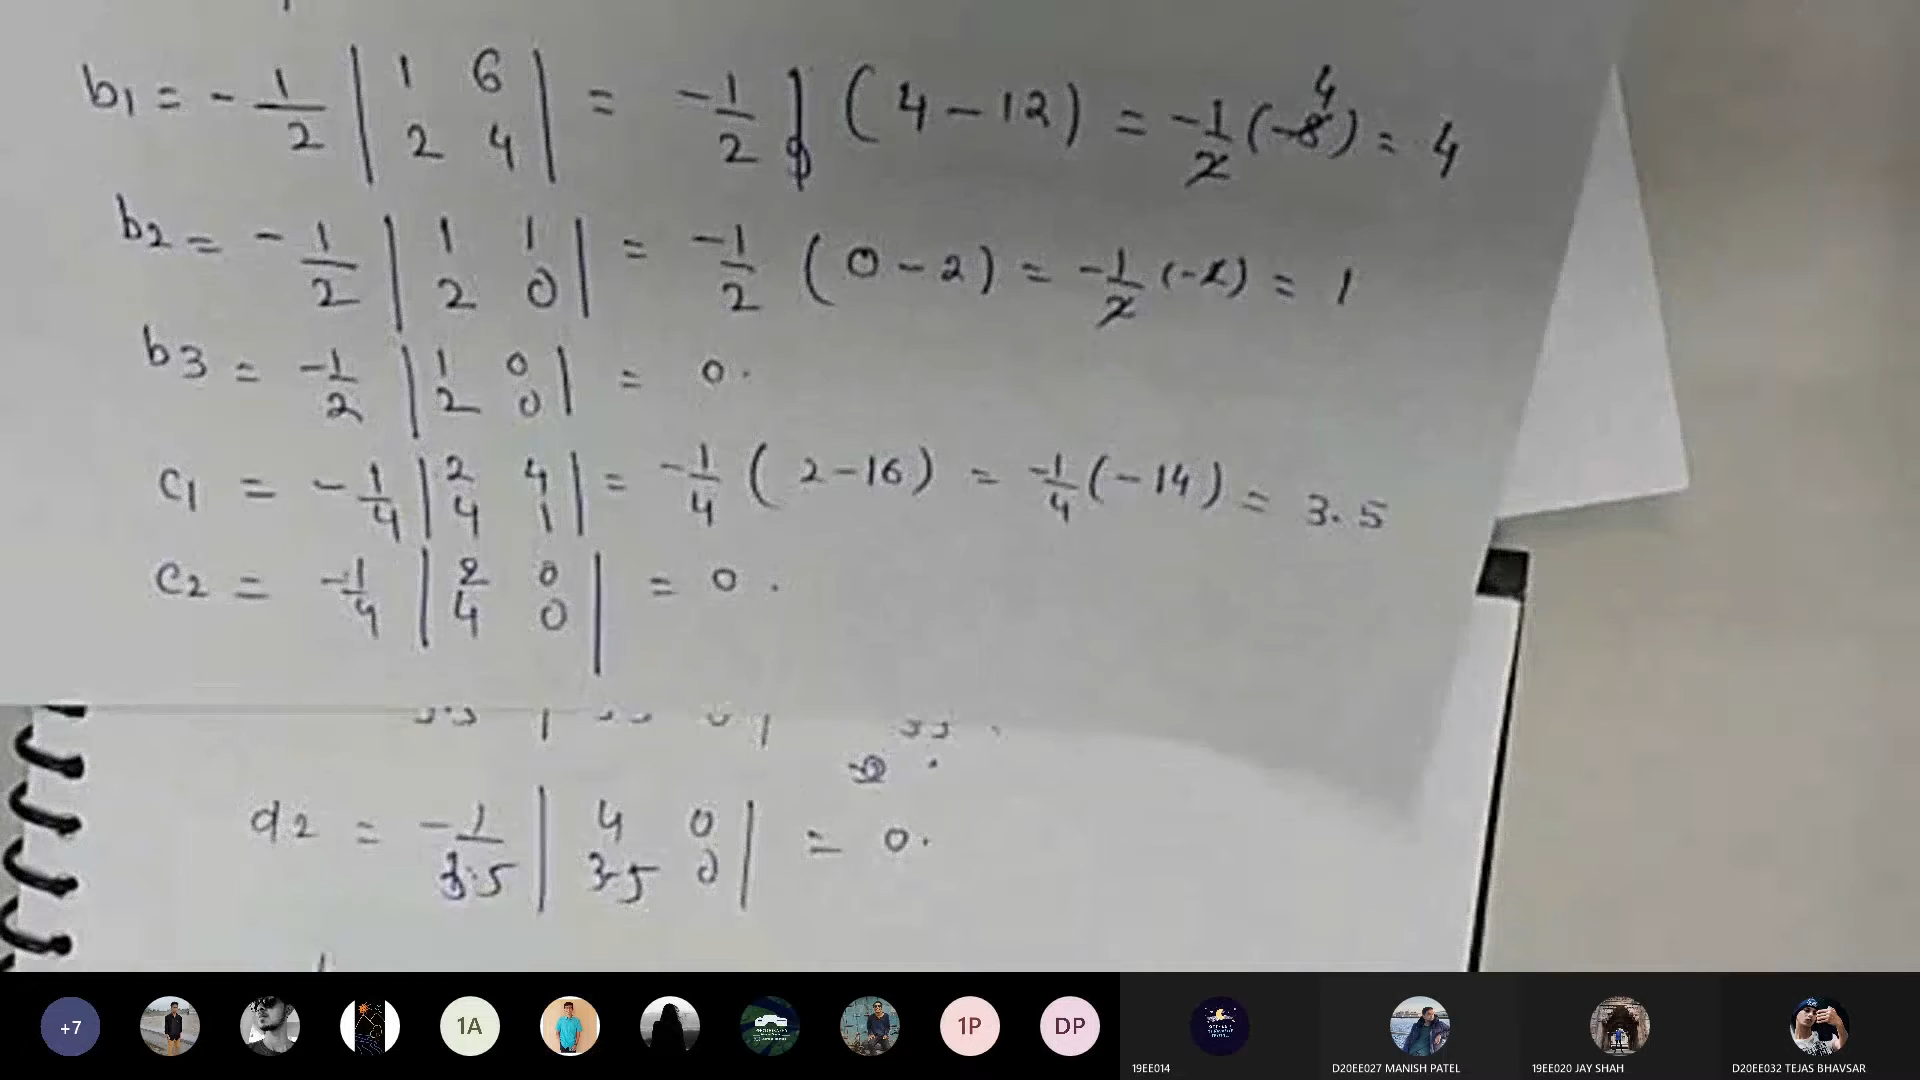 b1 = - 1/2 | 1 6 | = -1/2 (4-12) = -1/2 (-8) = 4
| 2 4 |
4
b2 = - 1/2 | 1 1 | = -1/2 (0-2) = -1/2 (-2) = 1
| 2 0 |
b3 = -1/2 | 1 0 | = 0.
| 2 0 |
c1 = - 1/4 | 2 4 | = -1/4 (2-16) = -1/4 (-14) = 3.5
| 4 1 |
c2 = -1/4 | 2 0 | = 0.
| 4 0 |
d2 = -1/3.5 | 4 0 | = 0.
| 3.5 0 |
+7
1A
1P
DP
19EE014
D20EE027 MANISH PATEL
19EE020 JAY SHAH
D20EE032 TEJAS BHAVSAR